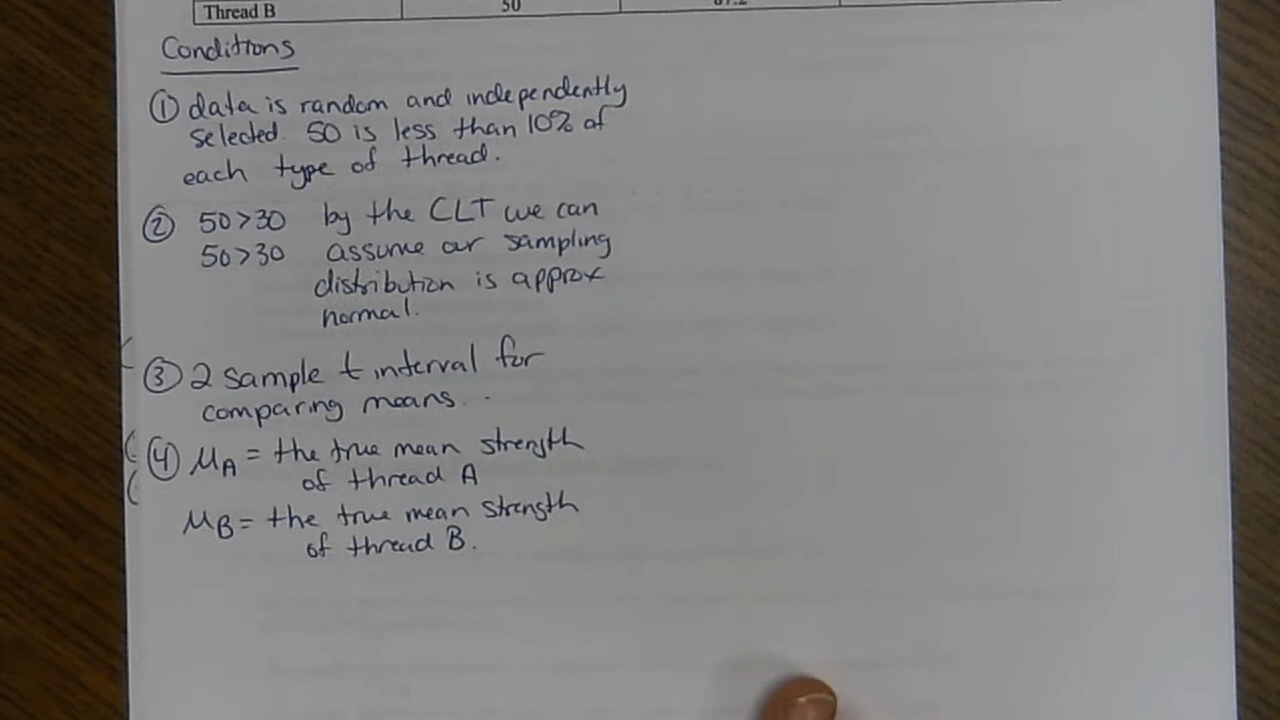 Thread B 50
Conditions
① data is random and independently
selected. 50 is less than 10% of
each type of thread.
② 50 > 30 by the CLT we can
50 > 30 assume our sampling
distribution is approx
normal.
③ 2 sample t interval for
comparing means.
④ μA = the true mean strength
of thread A
μB = the true mean strength
of thread B.